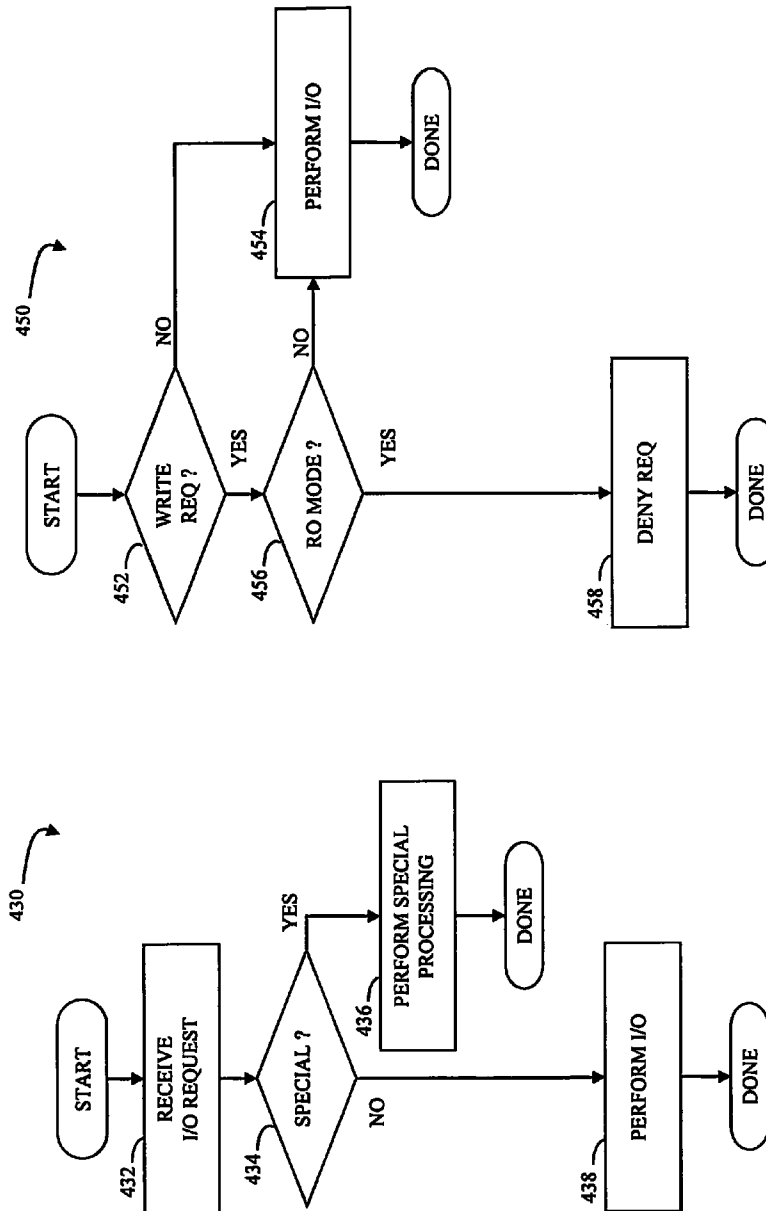 430
START
432
RECEIVE
I/O REQUEST
434
SPECIAL ?
YES
NO
436
PERFORM SPECIAL
PROCESSING
DONE
438
PERFORM I/O
DONE
450
START
452
WRITE
REQ ?
NO
YES
456
RO MODE ?
NO
YES
454
PERFORM I/O
DONE
458
DENY REQ
DONE